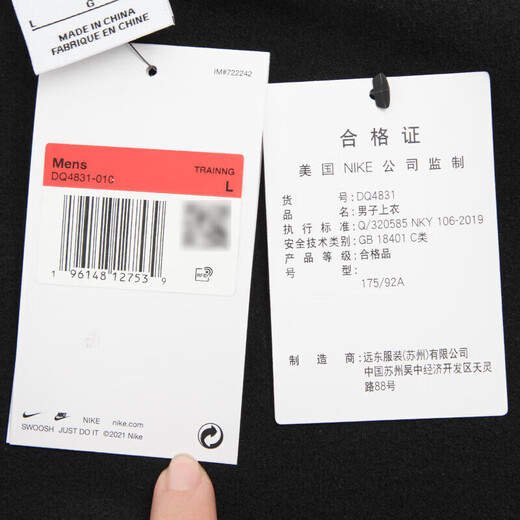 L
G
MADE IN CHINA
FABRIQUE EN CHINE
IM#722242
Mens
TRAINNG
DQ4831-01C
L
1 96148 12753 9
NIKE nike.com
SWOOSH JUST DO IT ©2021 Nike
合格证
美国 NIKE 公司监制
货 号: DQ4831
品 名: 男子上衣
执行标准: Q/320585 NKY 106-2019
安全技术类别: GB 18401 C类
产品等级: 合格品
号 型:
175/92A
制造商: 远东服装(苏州)有限公司
中国苏州吴中经济开发区天灵
路88号